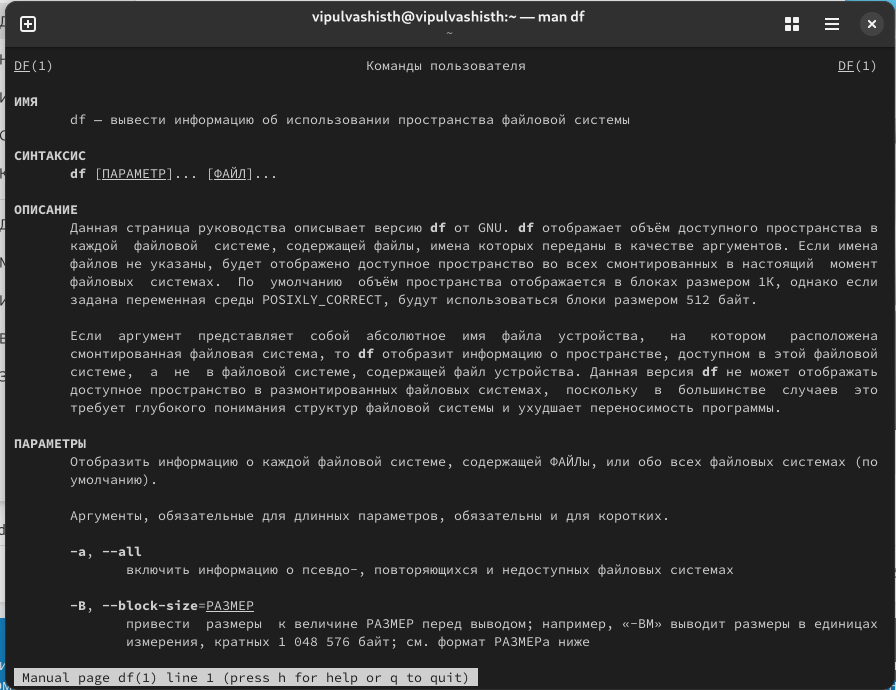 vipulvashisth@vipulvashisth:~ — man df
~
DF(1) Команды пользователя DF(1)
ИМЯ
df – вывести информацию об использовании пространства файловой системы
СИНТАКСИС
df [ПАРАМЕТР]... [ФАЙЛ]...
ОПИСАНИЕ
Данная страница руководства описывает версию df от GNU. df отображает объём доступного пространства в
каждой файловой системе, содержащей файлы, имена которых переданы в качестве аргументов. Если имена
файлов не указаны, будет отображено доступное пространство во всех смонтированных в настоящий момент
файловых системах. По умолчанию объём пространства отображается в блоках размером 1K, однако если
задана переменная среды POSIXLY_CORRECT, будут использоваться блоки размером 512 байт.
Если аргумент представляет собой абсолютное имя файла устройства, на котором расположена
смонтированная файловая система, то df отобразит информацию о пространстве, доступном в этой файловой
системе, а не в файловой системе, содержащей файл устройства. Данная версия df не может отображать
доступное пространство в размонтированных файловых системах, поскольку в большинстве случаев это
требует глубокого понимания структур файловой системы и ухудшает переносимость программы.
ПАРАМЕТРЫ
Отобразить информацию о каждой файловой системе, содержащей ФАЙЛы, или обо всех файловых системах (по
умолчанию).
Аргументы, обязательные для длинных параметров, обязательны и для коротких.
-a, --all
включить информацию о псевдо-, повторяющихся и недоступных файловых системах
-B, --block-size=РАЗМЕР
привести размеры к величине РАЗМЕР перед выводом; например, «-BM» выводит размеры в единицах
измерения, кратных 1 048 576 байт; см. формат РАЗМЕРа ниже
Manual page df(1) line 1 (press h for help or q to quit)